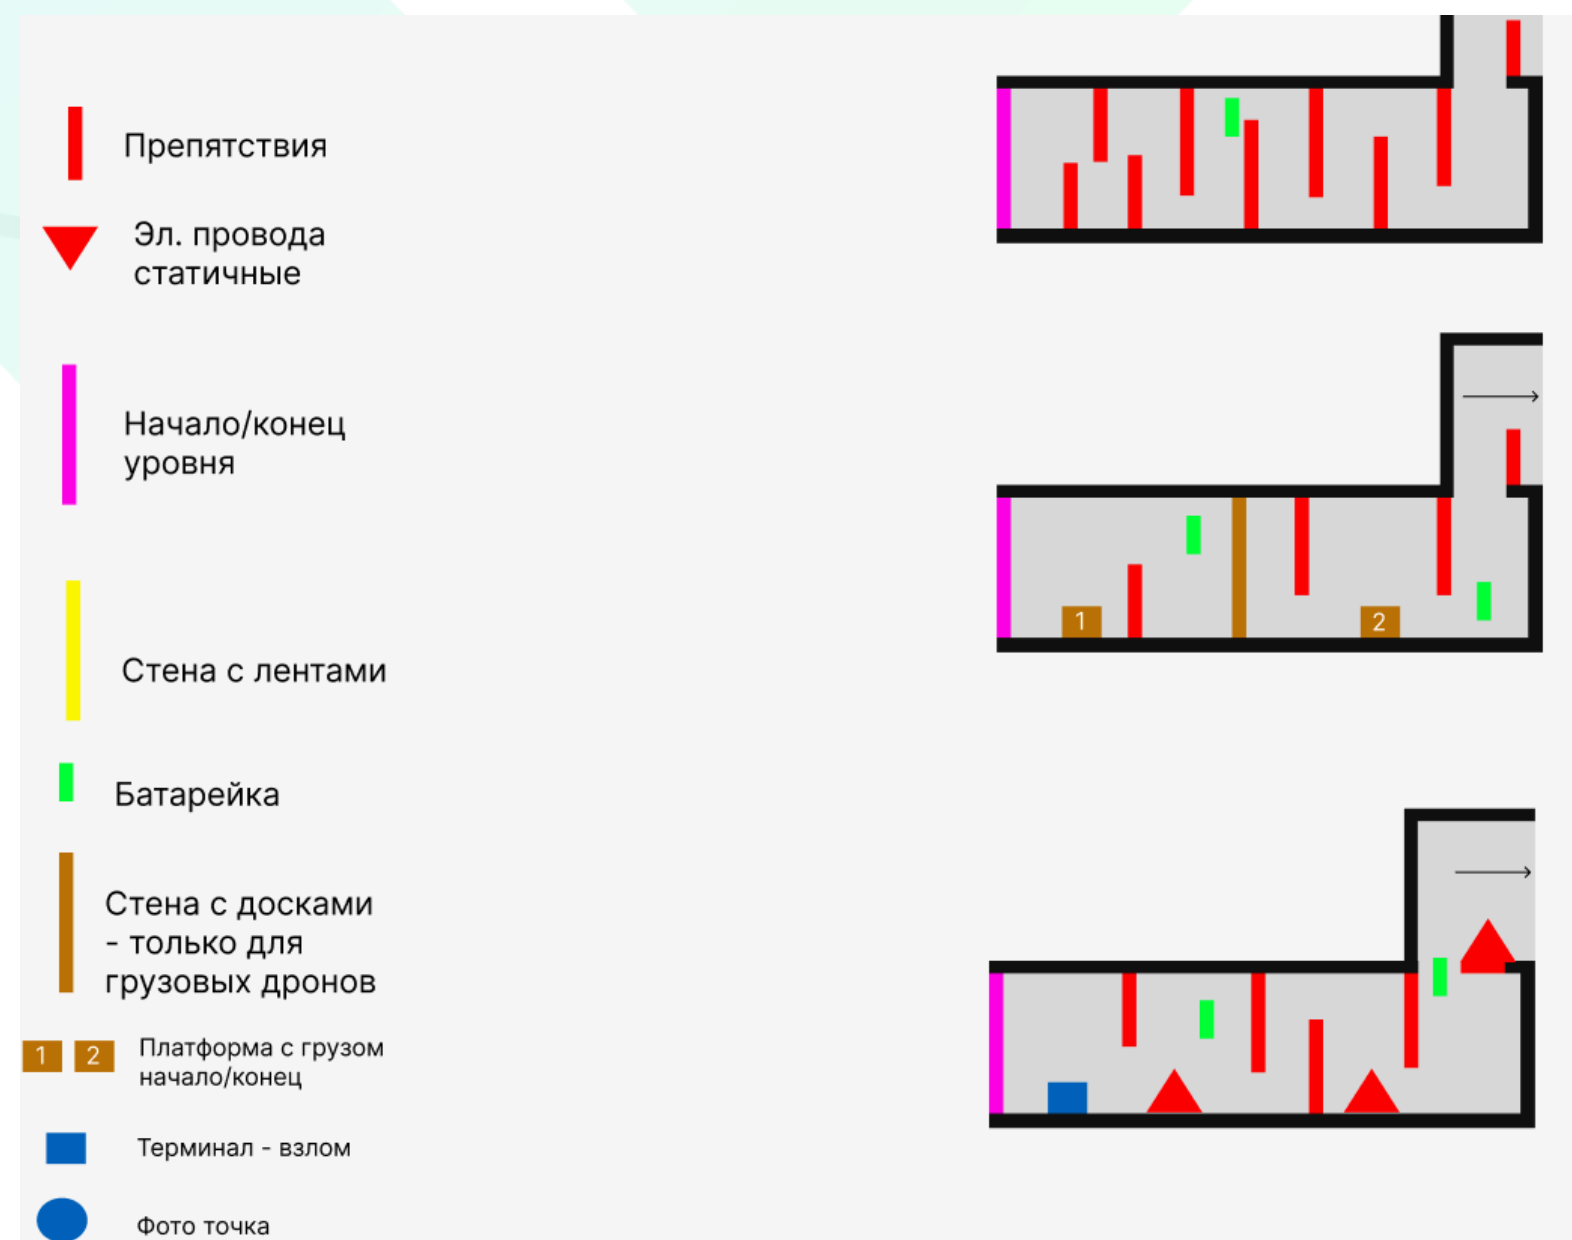 Препятствия
Эл. провода
статичные
Начало/конец
уровня
Стена с лентами
Батарейка
Стена с досками
- только для
грузовых дронов
1 2 Платформа с грузом
начало/конец
Терминал - взлом
Фото точка
1 2